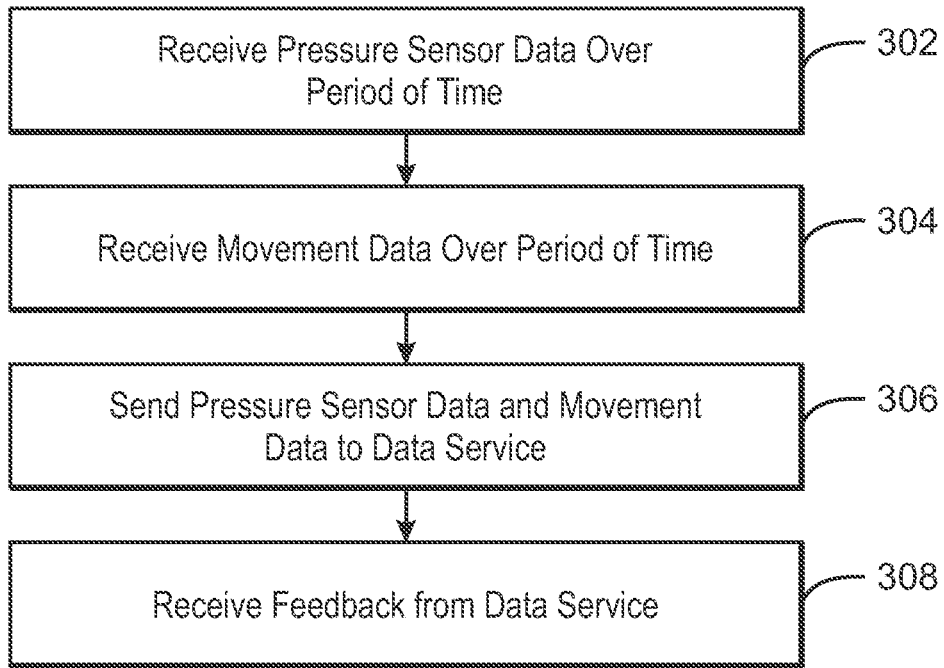 Receive Pressure Sensor Data Over
Period of Time
302
Receive Movement Data Over Period of Time
304
Send Pressure Sensor Data and Movement
Data to Data Service
306
Receive Feedback from Data Service
308